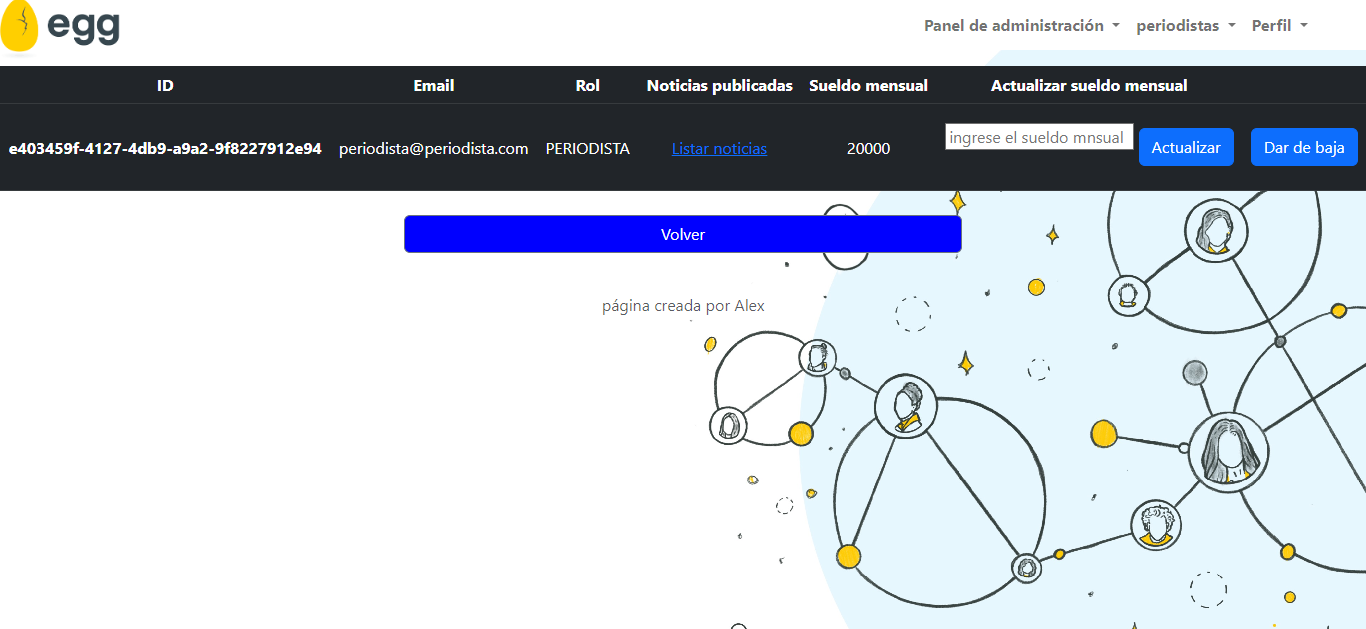 egg
Panel de administración periodistas Perfil
ID Email Rol Noticias publicadas Sueldo mensual Actualizar sueldo mensual
e403459f-4127-4db9-a9a2-9f8227912e94 periodista@periodista.com PERIODISTA Listar noticias 20000 ingrese el sueldo mnsual Actualizar Dar de baja
Volver
página creada por Alex